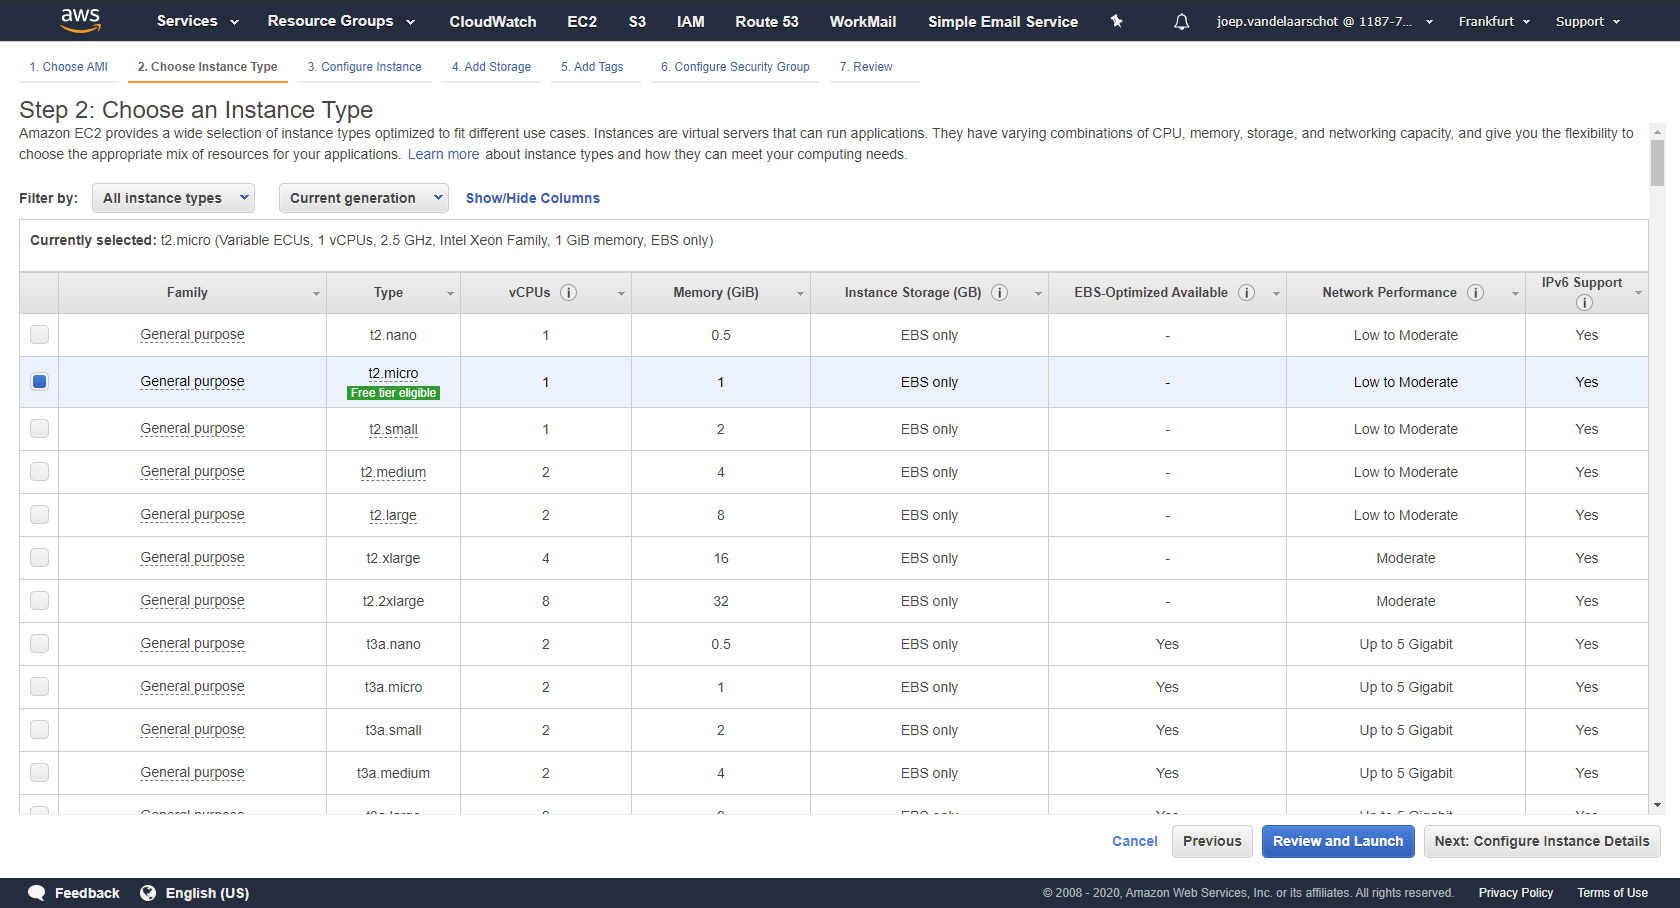 aws Services Resource Groups CloudWatch EC2 S3 IAM Route 53 WorkMail Simple Email Service joep.vandelaarschot @ 1187-7... Frankfurt Support
1. Choose AMI 2. Choose Instance Type 3. Configure Instance 4. Add Storage 5. Add Tags 6. Configure Security Group 7. Review
Step 2: Choose an Instance Type
Amazon EC2 provides a wide selection of instance types optimized to fit different use cases. Instances are virtual servers that can run applications. They have varying combinations of CPU, memory, storage, and networking capacity, and give you the flexibility to
choose the appropriate mix of resources for your applications. Learn more about instance types and how they can meet your computing needs.
Filter by: All instance types Current generation Show/Hide Columns
Currently selected: t2.micro (Variable ECUs, 1 vCPUs, 2.5 GHz, Intel Xeon Family, 1 GiB memory, EBS only)
Family Type vCPUs Memory (GiB) Instance Storage (GB) EBS-Optimized Available Network Performance IPv6 Support
General purpose t2.nano 1 0.5 EBS only - Low to Moderate Yes
General purpose t2.micro 1 1 EBS only - Low to Moderate Yes
Free tier eligible
General purpose t2.small 1 2 EBS only - Low to Moderate Yes
General purpose t2.medium 2 4 EBS only - Low to Moderate Yes
General purpose t2.large 2 8 EBS only - Low to Moderate Yes
General purpose t2.xlarge 4 16 EBS only - Moderate Yes
General purpose t2.2xlarge 8 32 EBS only - Moderate Yes
General purpose t3a.nano 2 0.5 EBS only Yes Up to 5 Gigabit Yes
General purpose t3a.micro 2 1 EBS only Yes Up to 5 Gigabit Yes
General purpose t3a.small 2 2 EBS only Yes Up to 5 Gigabit Yes
General purpose t3a.medium 2 4 EBS only Yes Up to 5 Gigabit Yes
Cancel Previous Review and Launch Next: Configure Instance Details
Feedback English (US) © 2008 - 2020, Amazon Web Services, Inc. or its affiliates. All rights reserved. Privacy Policy Terms of Use